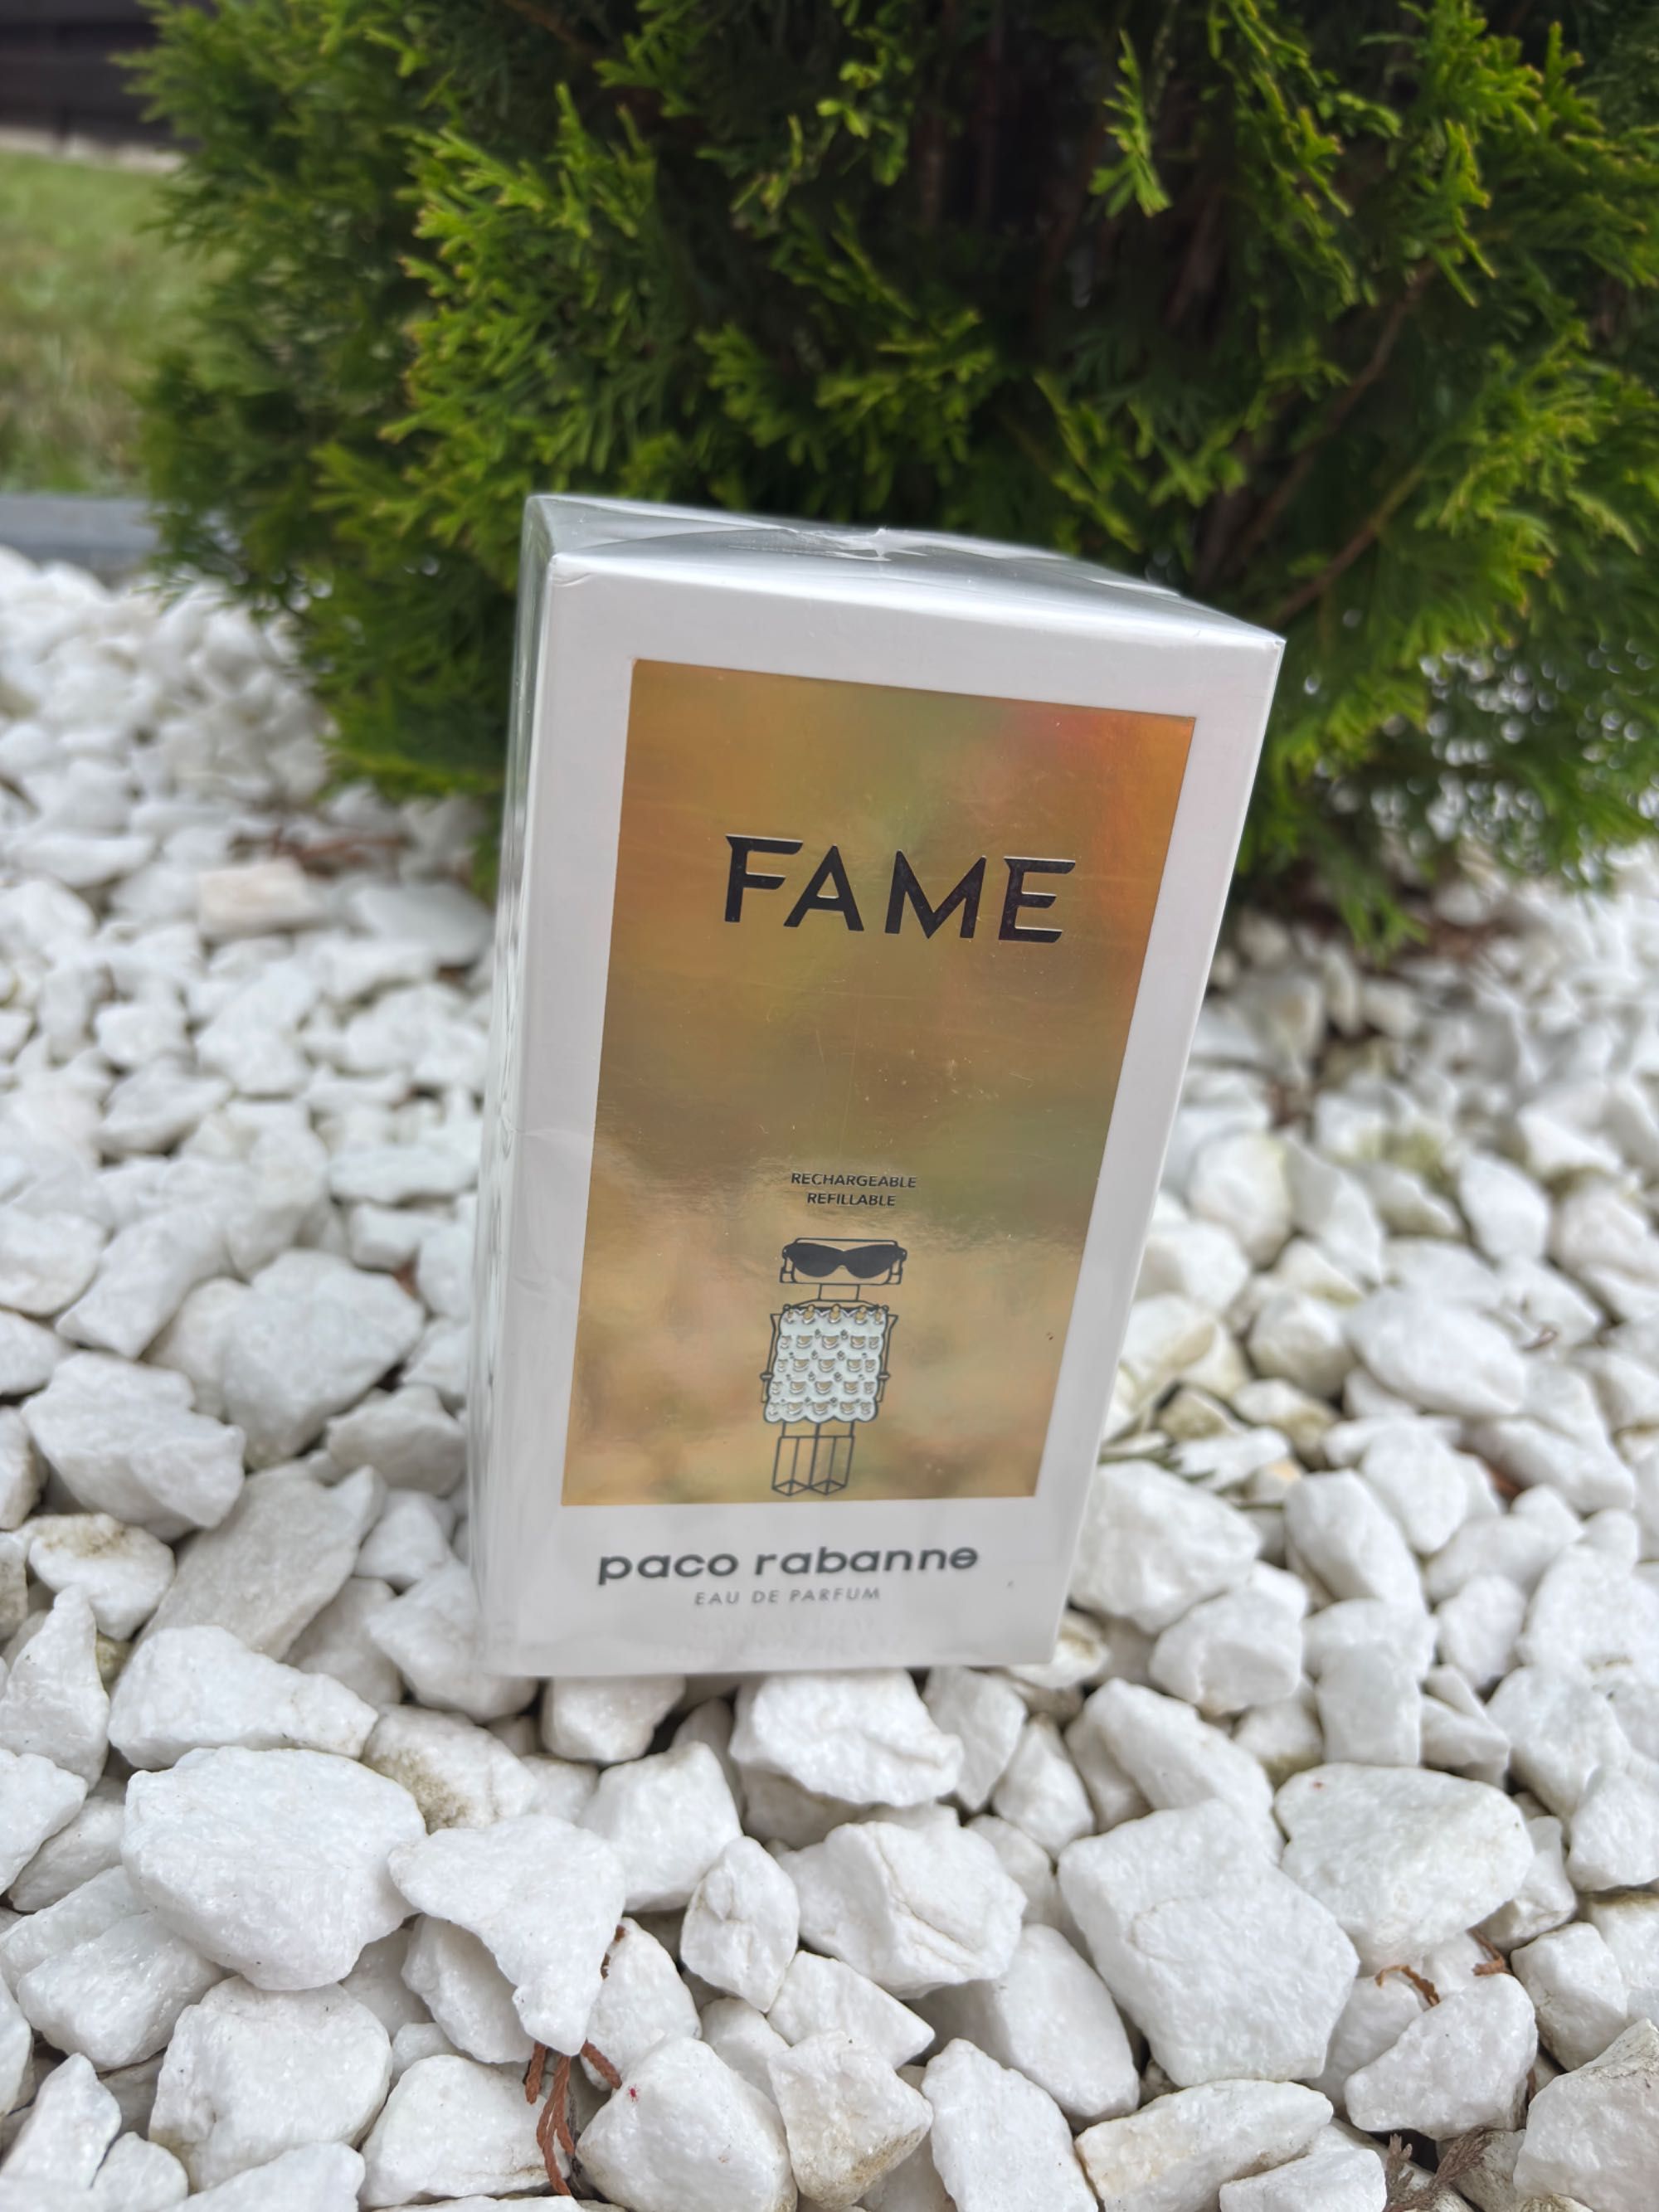 FAME
RECHARGEABLE
REFILLABLE
paco rabanne
EAU DE PARFUM